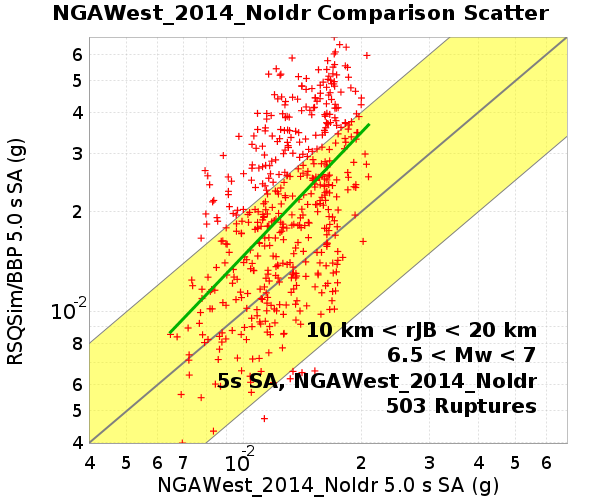 NGAWest_2014_NoIdr Comparison Scatter
RSQSim/BBP 5.0 s SA (g)
6
5
4
3
2
10^-2
8
7
6
5
4
10 km < rJB < 20 km
6.5 < Mw < 7
5s SA, NGAWest_2014_NoIdr
503 Ruptures
4 5 6 7 10^-2 2 3 4 5 6
NGAWest_2014_NoIdr 5.0 s SA (g)